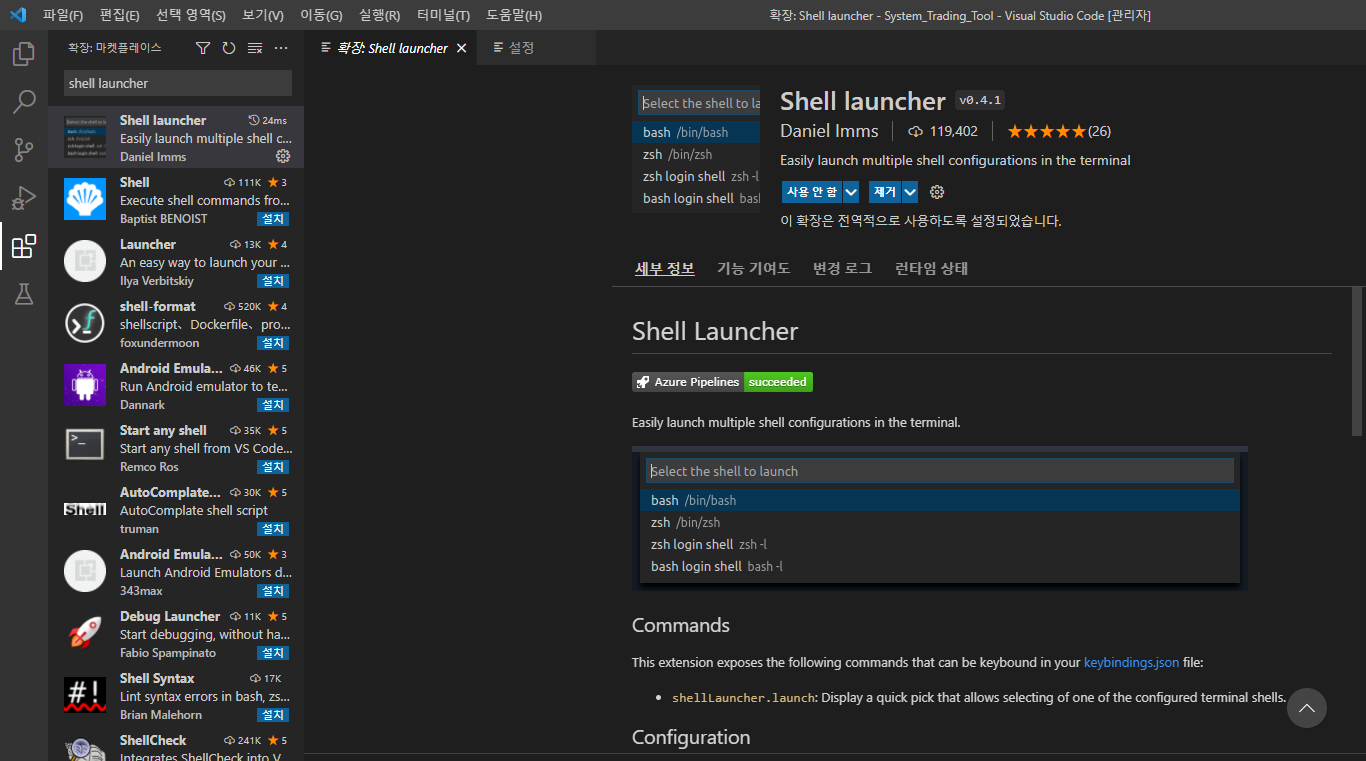 파일(F) 편집(E) 선택 영역(S) 보기(V) 이동(G) 실행(R) 터미널(T) 도움말(H)
확장: Shell launcher - System_Trading_Tool - Visual Studio Code [관리자]
확장: 마켓플레이스
shell launcher
Shell launcher 24ms
Easily launch multiple shell c...
Daniel Imms
Shell 111K 3
Execute shell commands fro...
Baptist BENOIST 설치
Launcher 13K 4
An easy way to launch your ...
Ilya Verbitskiy 설치
shell-format 520K 4
shellscript、Dockerfile、pro...
foxundermoon 설치
Android Emula... 46K 5
Run Android emulator to te...
Dannark 설치
Start any shell 35K 5
Start any shell from VS Code...
Remco Ros 설치
Shell
AutoComplate... 30K 5
AutoComplate shell script
truman 설치
Android Emula... 50K 3
Launch Android Emulators d...
343max 설치
Debug Launcher 11K 5
Start debugging, without ha...
Fabio Spampinato 설치
#!
Shell Syntax 17K
Lint syntax errors in bash, zs...
Brian Malehorn 설치
ShellCheck 241K 5
Integrates ShellCheck into V...
확장: Shell launcher 설정
Select the shell to la
bash /bin/bash
zsh /bin/zsh
zsh login shell zsh -l
bash login shell bas
Shell launcher v0.4.1
Daniel Imms 119,402 ★★★★★(26)
Easily launch multiple shell configurations in the terminal
사용 안 함 제거
이 확장은 전역적으로 사용하도록 설정되었습니다.
세부 정보 기능 기여도 변경 로그 런타임 상태
Shell Launcher
Azure Pipelines succeeded
Easily launch multiple shell configurations in the terminal.
Select the shell to launch
bash /bin/bash
zsh /bin/zsh
zsh login shell zsh -l
bash login shell bash -l
Commands
This extension exposes the following commands that can be keybound in your keybindings.json file:
• shellLauncher.launch: Display a quick pick that allows selecting of one of the configured terminal shells.
Configuration